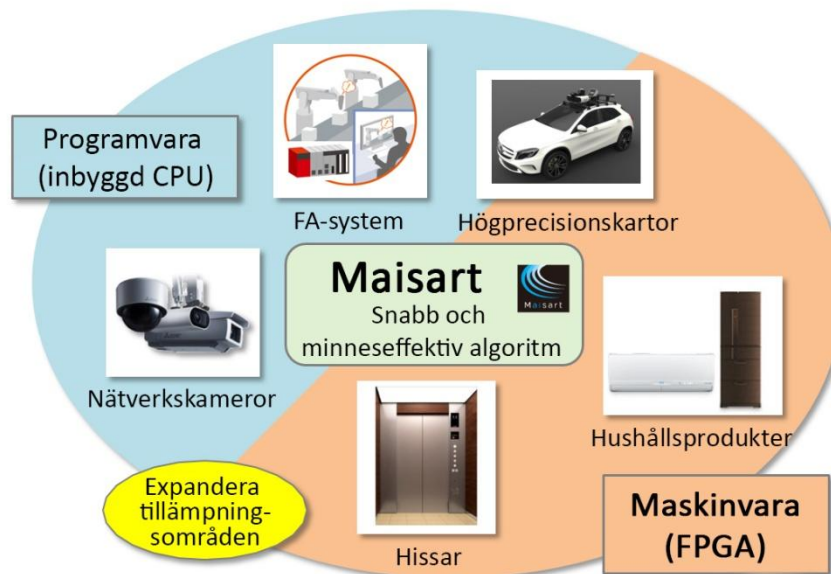 Programvara
(inbyggd CPU)
FA-system
Högprecisionskartor
Maisart
Maisart
Snabb och
minneseffektiv algoritm
Nätverkskameror
Hushållsprodukter
Expandera
tillämpning-
sområden
Hissar
Maskinvara
(FPGA)